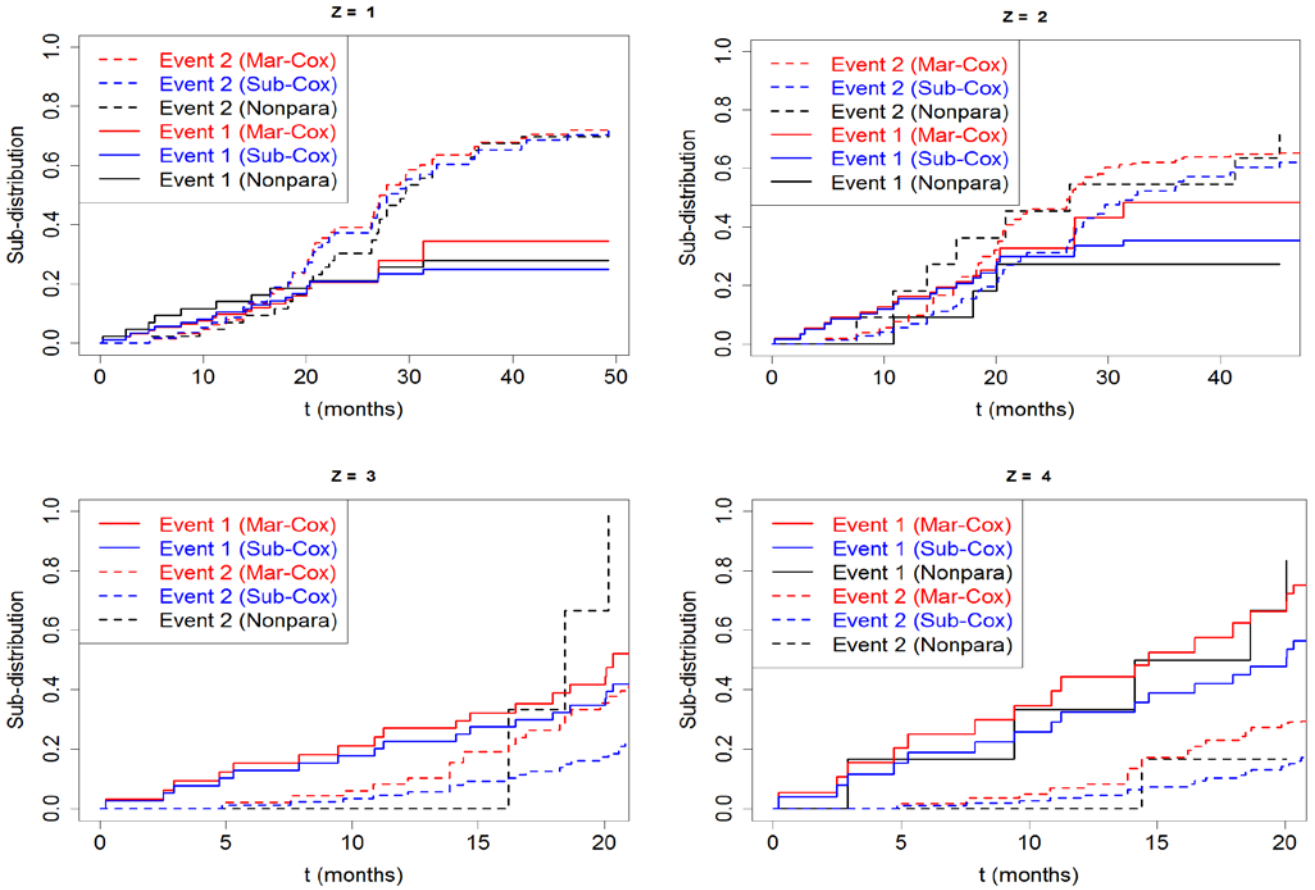 Z = 1
Event 2 (Mar-Cox)
Event 2 (Sub-Cox)
Event 2 (Nonpara)
Event 1 (Mar-Cox)
Event 1 (Sub-Cox)
Event 1 (Nonpara)
Sub-distribution
0.0 0.2 0.4 0.6 0.8 1.0
0 10 20 30 40 50
t (months)
Z = 2
Event 2 (Mar-Cox)
Event 2 (Sub-Cox)
Event 2 (Nonpara)
Event 1 (Mar-Cox)
Event 1 (Sub-Cox)
Event 1 (Nonpara)
Sub-distribution
0.0 0.2 0.4 0.6 0.8 1.0
0 10 20 30 40
t (months)
Z = 3
Event 1 (Mar-Cox)
Event 1 (Sub-Cox)
Event 2 (Mar-Cox)
Event 2 (Sub-Cox)
Event 2 (Nonpara)
Sub-distribution
0.0 0.2 0.4 0.6 0.8 1.0
0 5 10 15 20
t (months)
Z = 4
Event 1 (Mar-Cox)
Event 1 (Sub-Cox)
Event 1 (Nonpara)
Event 2 (Mar-Cox)
Event 2 (Sub-Cox)
Event 2 (Nonpara)
Sub-distribution
0.0 0.2 0.4 0.6 0.8 1.0
0 5 10 15 20
t (months)